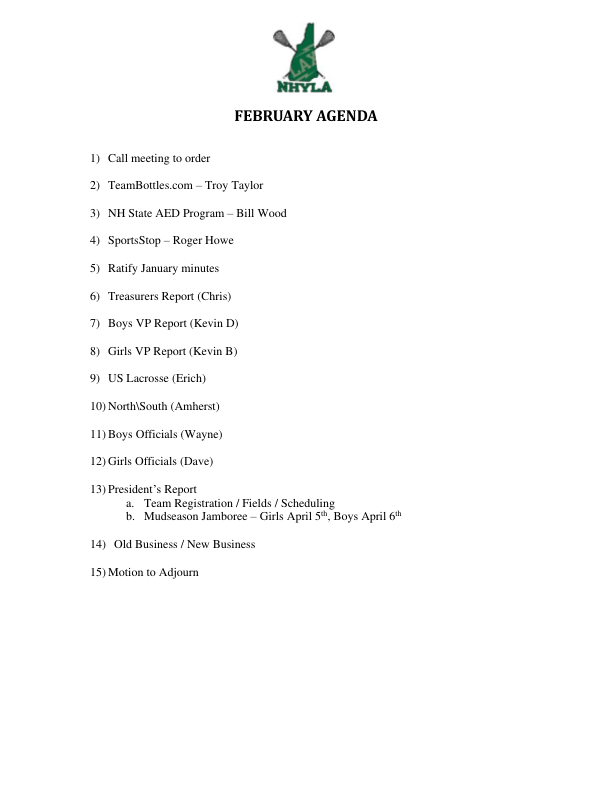 LAX
NHYLA
FEBRUARY AGENDA
1) Call meeting to order
2) TeamBottles.com – Troy Taylor
3) NH State AED Program – Bill Wood
4) SportsStop – Roger Howe
5) Ratify January minutes
6) Treasurers Report (Chris)
7) Boys VP Report (Kevin D)
8) Girls VP Report (Kevin B)
9) US Lacrosse (Erich)
10) North\South (Amherst)
11) Boys Officials (Wayne)
12) Girls Officials (Dave)
13) President’s Report
a. Team Registration / Fields / Scheduling
b. Mudseason Jamboree – Girls April 5th, Boys April 6th
14) Old Business / New Business
15) Motion to Adjourn